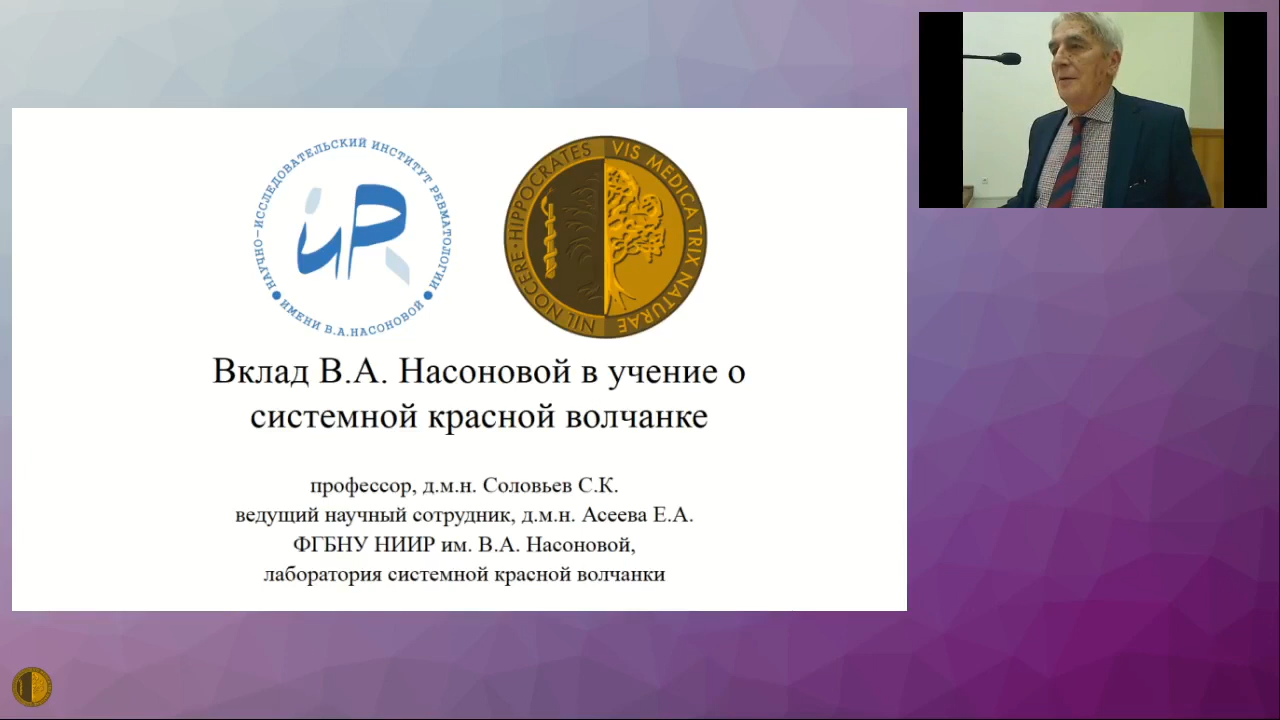 НАУЧНО-ИССЛЕДОВАТЕЛЬСКИЙ ИНСТИТУТ РЕВМАТОЛОГИИ
ИМЕНИ В.А.НАСОНОВОЙ
NIL NOCERE · HIPPOCRATES
VIS MEDICA TRIX NATURAE
Вклад В.А. Насоновой в учение о
системной красной волчанке
профессор, д.м.н. Соловьев С.К.
ведущий научный сотрудник, д.м.н. Асеева Е.А.
ФГБНУ НИИР им. В.А. Насоновой,
лаборатория системной красной волчанки